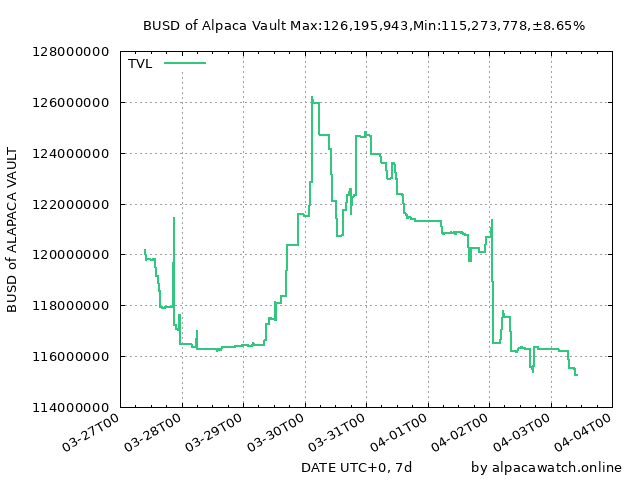 BUSD of Alpaca Vault Max:126,195,943,Min:115,273,778,±8.65%
128000000
TVL
126000000
124000000
122000000
120000000
118000000
116000000
114000000
BUSD of ALAPACA VAULT
03-27T00
03-28T00
03-29T00
03-30T00
03-31T00
04-01T00
04-02T00
04-03T00
04-04T00
DATE UTC+0, 7d
by alpacawatch.online